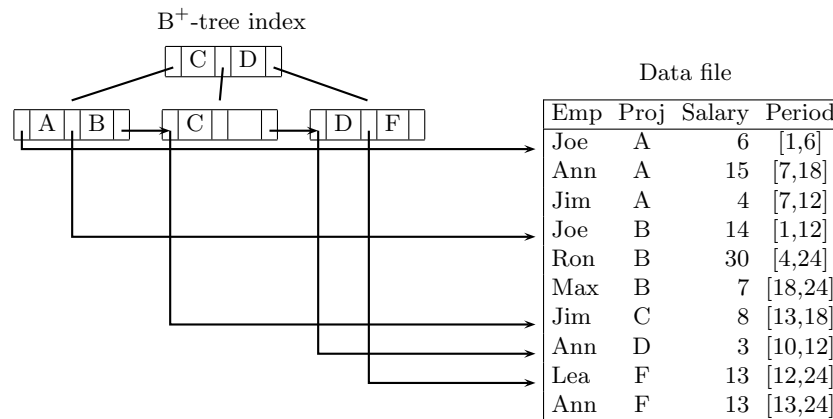 B+-tree index
C D
A B C D F
Data file
Emp Proj Salary Period
Joe A 6 [1,6]
Ann A 15 [7,18]
Jim A 4 [7,12]
Joe B 14 [1,12]
Ron B 30 [4,24]
Max B 7 [18,24]
Jim C 8 [13,18]
Ann D 3 [10,12]
Lea F 13 [12,24]
Ann F 13 [13,24]